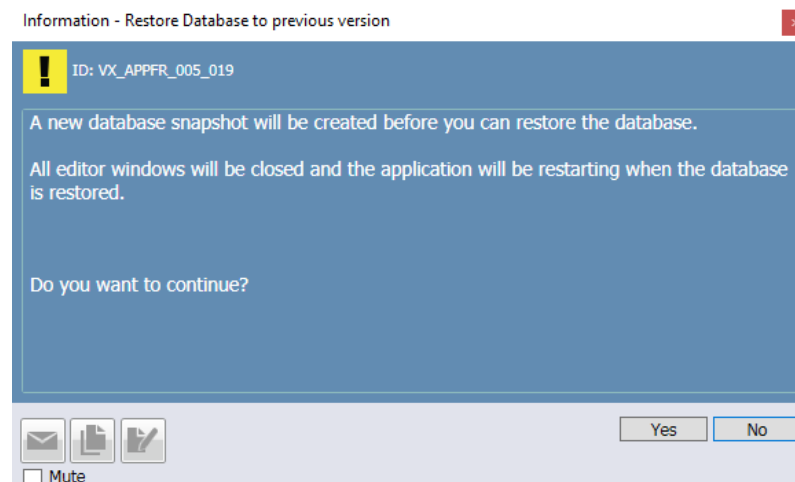 Information - Restore Database to previous version
ID: VX_APPFR_005_019
A new database snapshot will be created before you can restore the database.
All editor windows will be closed and the application will be restarting when the database
is restored.
Do you want to continue?
Yes
No
Mute